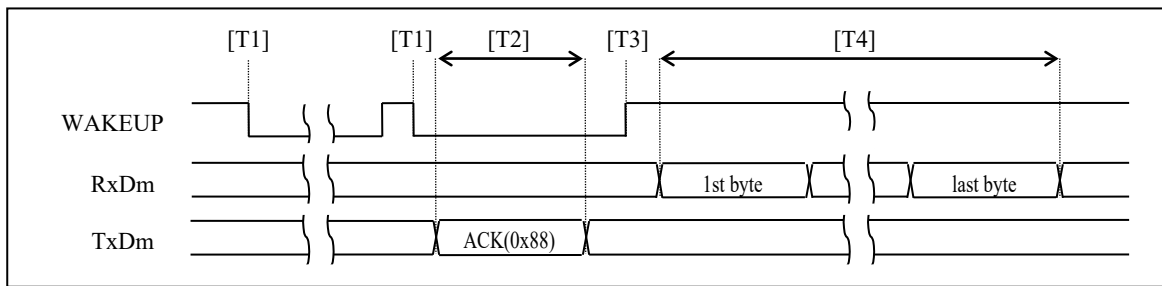 [T1] [T1] [T2] [T3] [T4]
WAKEUP
RxDm 1st byte last byte
TxDm ACK(0x88)